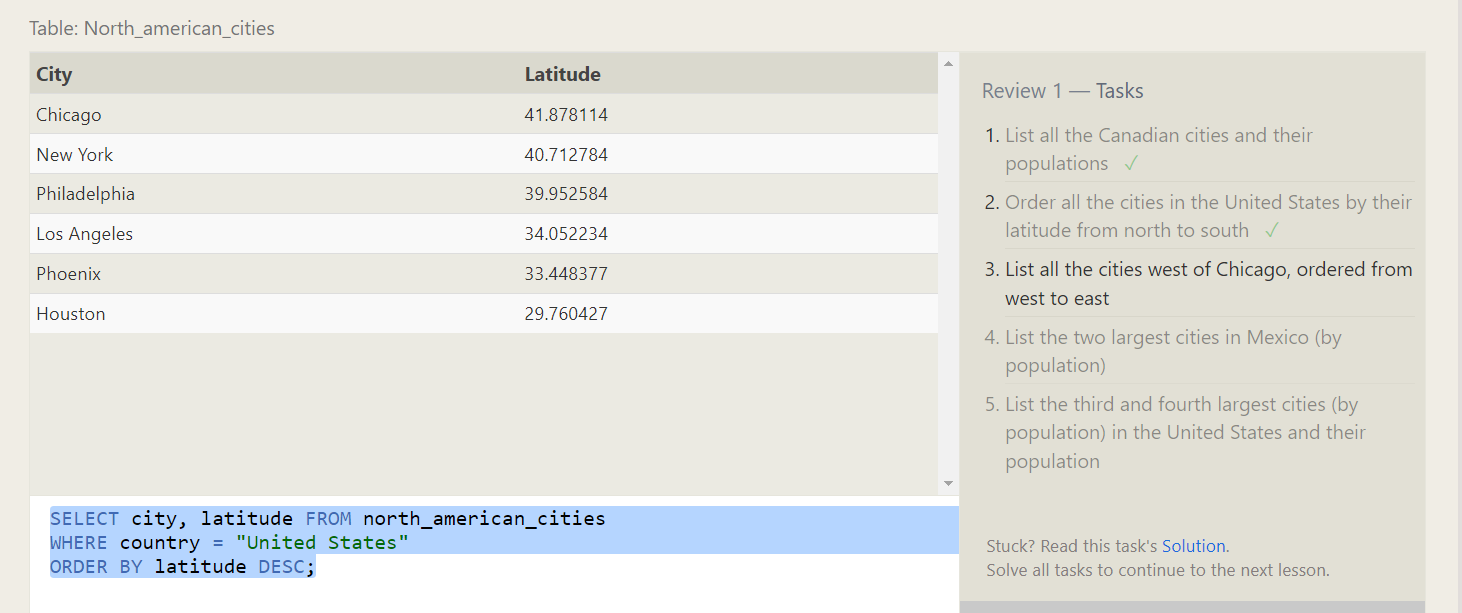 Table: North_american_cities
City Latitude
Chicago 41.878114
New York 40.712784
Philadelphia 39.952584
Los Angeles 34.052234
Phoenix 33.448377
Houston 29.760427
SELECT city, latitude FROM north_american_cities
WHERE country = "United States"
ORDER BY latitude DESC;
Review 1 — Tasks
1. List all the Canadian cities and their
populations ✓
2. Order all the cities in the United States by their
latitude from north to south ✓
3. List all the cities west of Chicago, ordered from
west to east
4. List the two largest cities in Mexico (by
population)
5. List the third and fourth largest cities (by
population) in the United States and their
population
Stuck? Read this task's Solution.
Solve all tasks to continue to the next lesson.